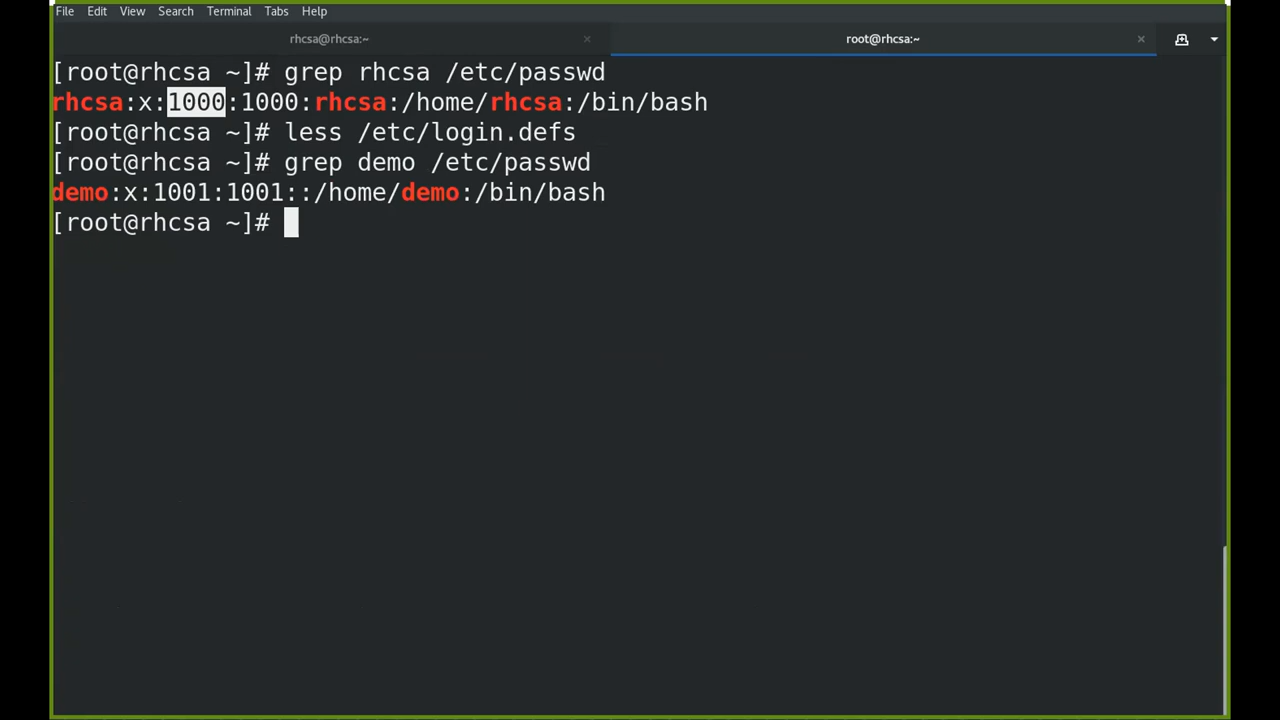 File Edit View Search Terminal Tabs Help
rhcsa@rhcsa:~ × root@rhcsa:~ ×
[root@rhcsa ~]# grep rhcsa /etc/passwd
rhcsa:x:1000:1000:rhcsa:/home/rhcsa:/bin/bash
[root@rhcsa ~]# less /etc/login.defs
[root@rhcsa ~]# grep demo /etc/passwd
demo:x:1001:1001::/home/demo:/bin/bash
[root@rhcsa ~]#